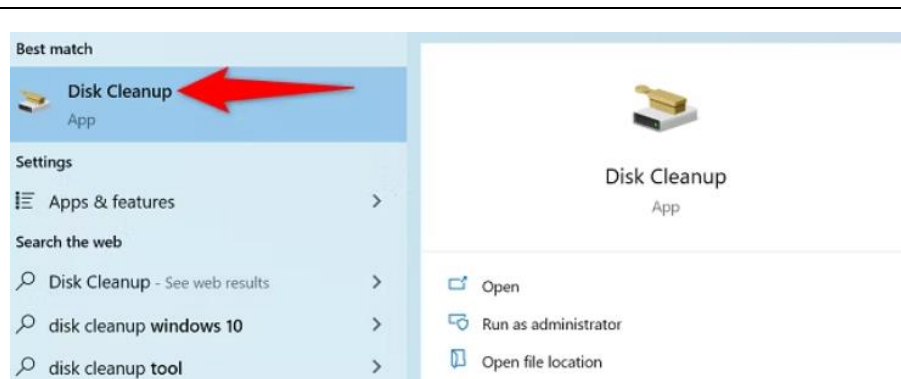 Best match
Disk Cleanup
App
Settings
Apps & features
Search the web
Disk Cleanup - See web results
disk cleanup windows 10
disk cleanup tool
Disk Cleanup
App
Open
Run as administrator
Open file location